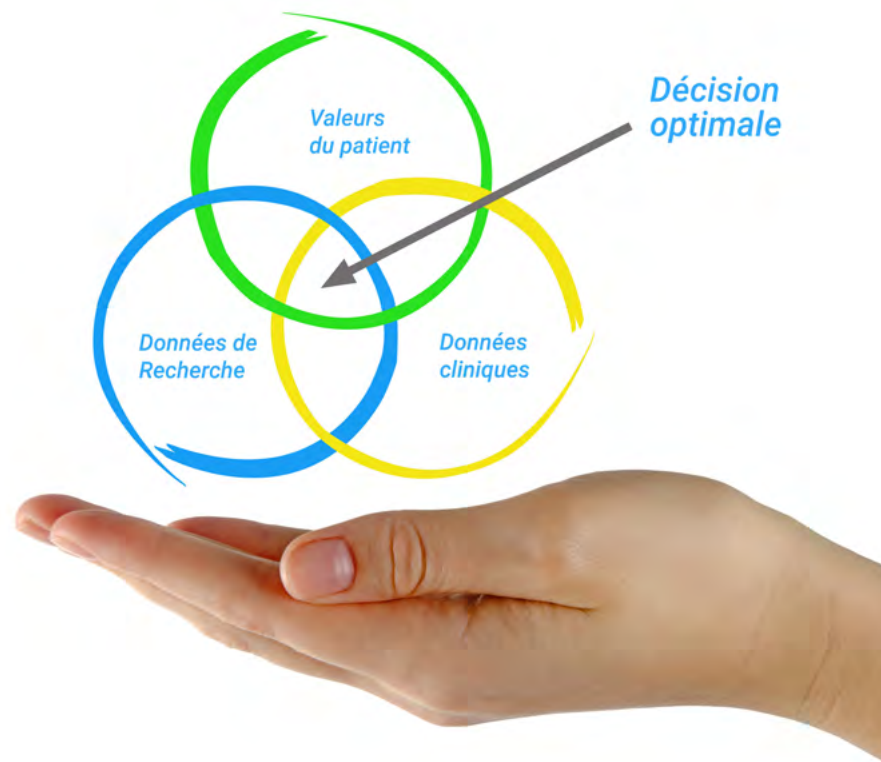 Valeurs
du patient
Décision
optimale
Données de
Recherche
Données
cliniques